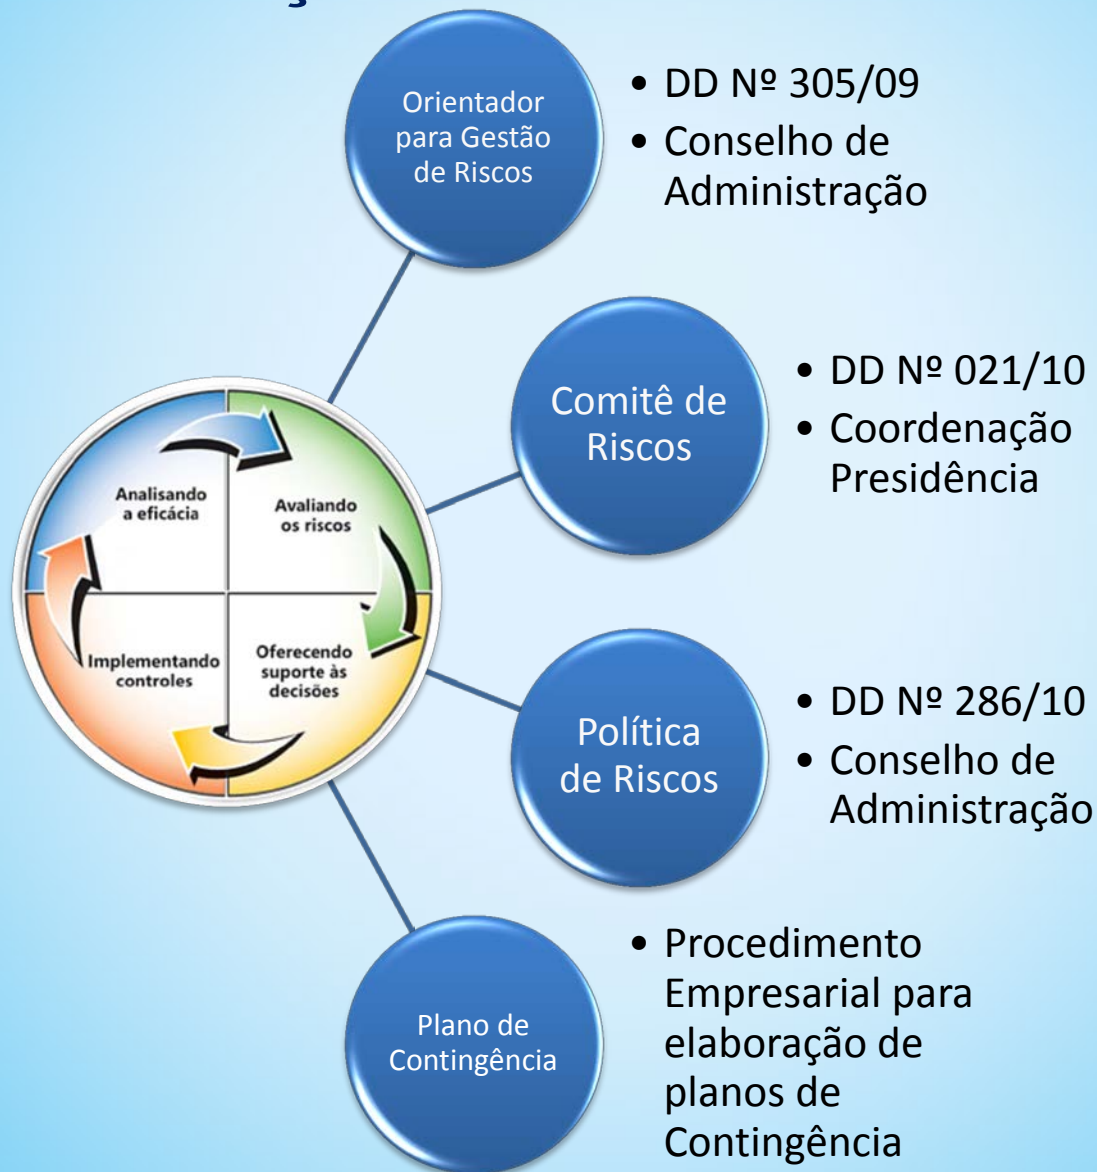 Orientador
para Gestão
de Riscos
• DD Nº 305/09
• Conselho de
Administração
Comitê de
Riscos
• DD Nº 021/10
• Coordenação
Presidência
Analisando
a eficácia
Avaliando
os riscos
Implementando
controles
Oferecendo
suporte às
decisões
Política
de Riscos
• DD Nº 286/10
• Conselho de
Administração
Plano de
Contingência
• Procedimento
Empresarial para
elaboração de
planos de
Contingência